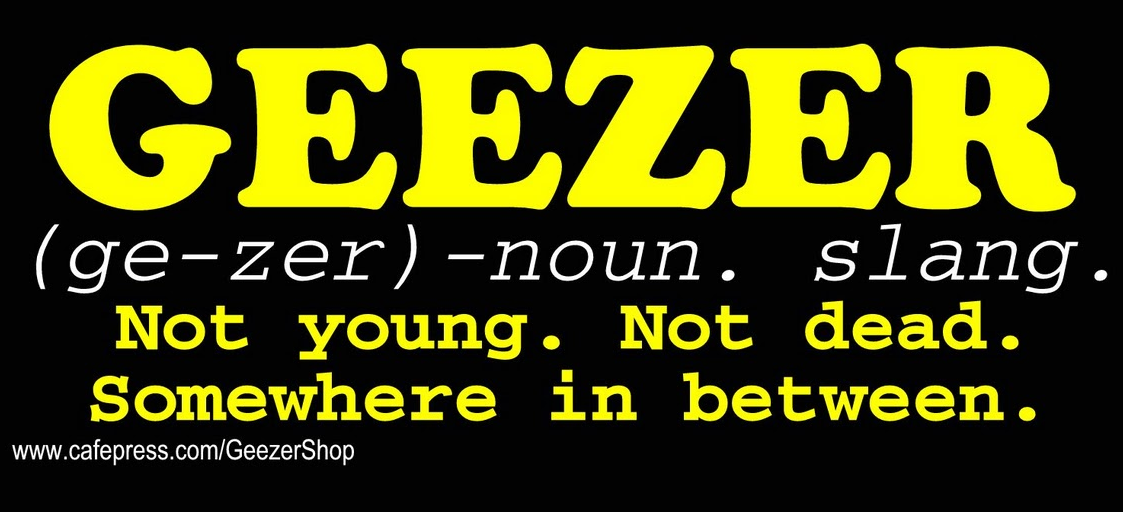 GEEZER
(ge-zer)-noun. slang.
Not young. Not dead.
Somewhere in between.
www.cafepress.com/GeezerShop